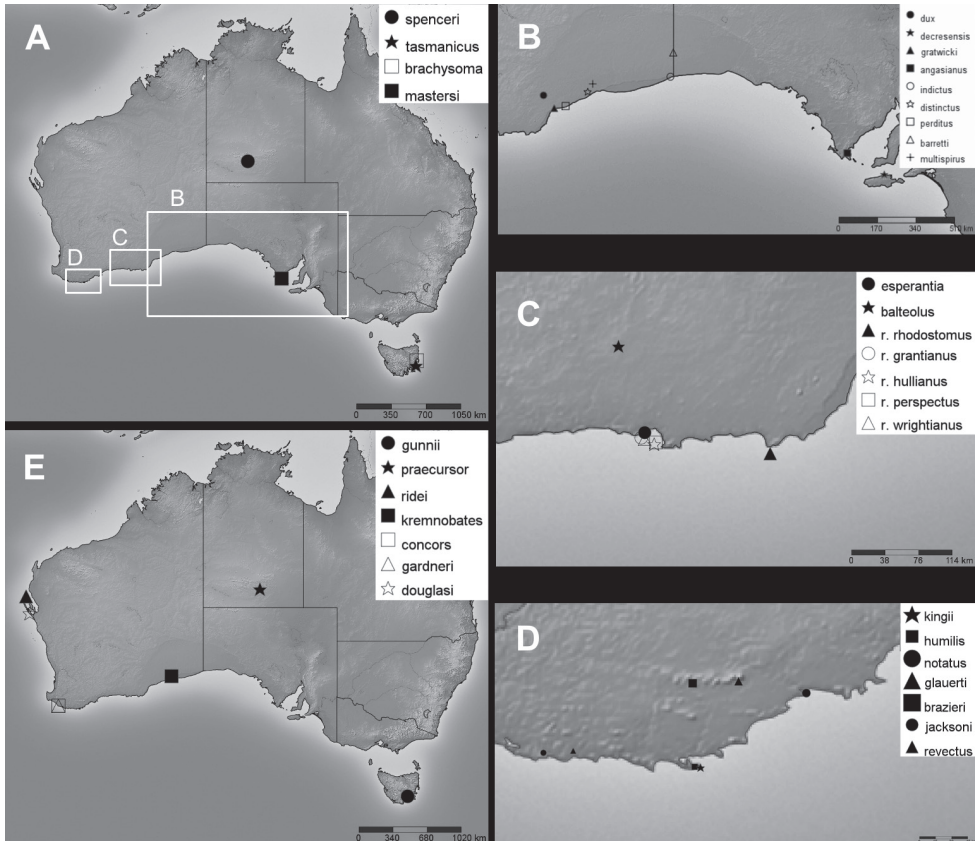 A
spenceri
tasmanicus
brachysoma
mastersi
B
C
D
0 350 700 1050 km
B
dux
decresensis
gratwicki
angasianus
indictus
distinctus
perditus
barretti
multispirus
0 170 340 510 km
C
esperantia
balteolus
r. rhodostomus
r. grantianus
r. hullianus
r. perspectus
r. wrightianus
0 38 76 114 km
E
gunnii
praecursor
ridei
kremnobates
concors
gardneri
douglasi
0 340 680 1020 km
D
kingii
humilis
notatus
glauerti
brazieri
jacksoni
revectus